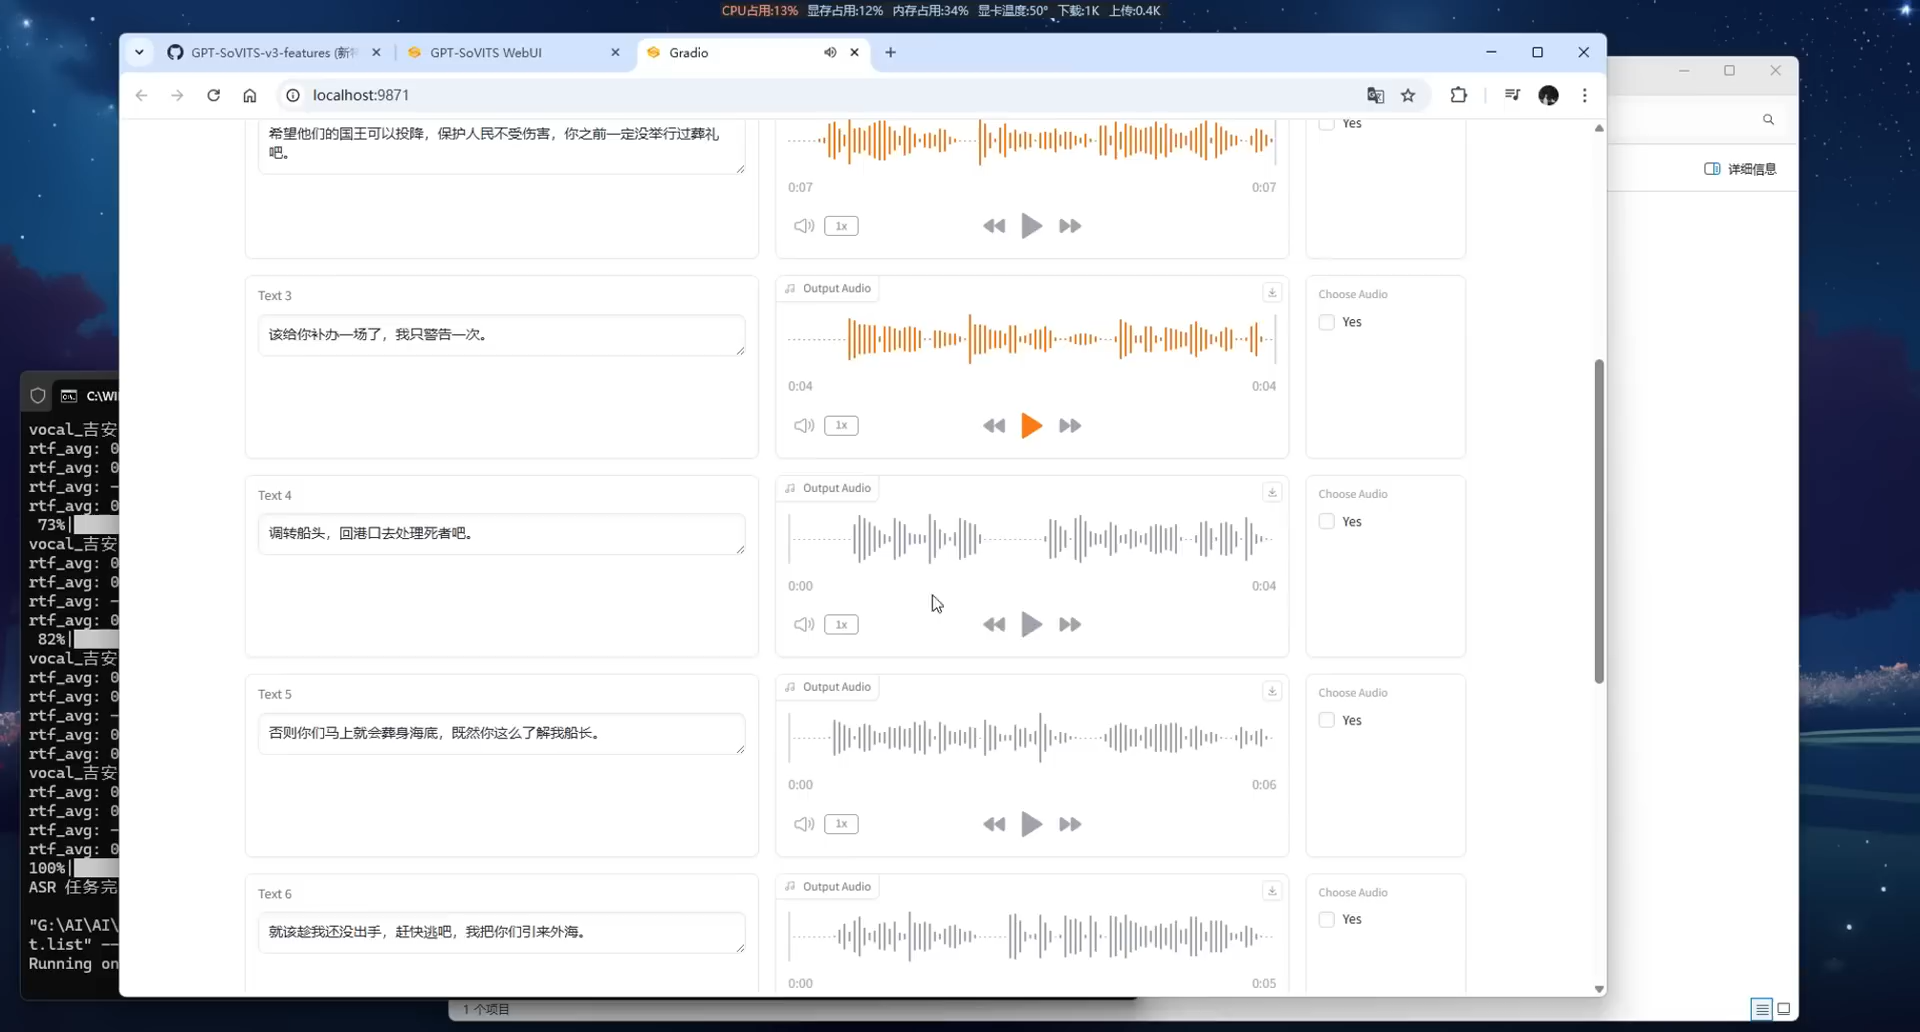 CPU占用:13% 显存占用:12% 内存占用:34% 显卡温度:50° 下载:1K 上传:0.4K
GPT-SoVITS-v3-features (新特
GPT-SoVITS WebUI
Gradio
localhost:9871
希望他们的国王可以投降，保护人民不受伤害，你之前一定没举行过葬礼
吧。
0:07
0:07
1x
Yes
详细信息
Text 3
该给你补办一场了，我只警告一次。
Output Audio
0:04
0:04
1x
Choose Audio
Yes
Text 4
调转船头，回港口去处理死者吧。
Output Audio
0:00
0:04
1x
Choose Audio
Yes
Text 5
否则你们马上就会葬身海底，既然你这么了解我船长。
Output Audio
0:00
0:06
1x
Choose Audio
Yes
Text 6
就该趁我还没出手，赶快逃吧，我把你们引来外海。
Output Audio
0:00
0:05
Choose Audio
Yes
C:\WI
vocal_吉安
rtf_avg: 0
rtf_avg: 0
rtf_avg: -
rtf_avg: 0
73%|
vocal_吉安
rtf_avg: 0
rtf_avg: 0
rtf_avg: -
rtf_avg: 0
82%|
vocal_吉安
rtf_avg: 0
rtf_avg: 0
rtf_avg: -
rtf_avg: 0
rtf_avg: 0
vocal_吉安
rtf_avg: 0
rtf_avg: 0
rtf_avg: -
rtf_avg: 0
100%|
ASR 任务完
"G:\AI\AI\
t.list" —
Running on
1 个项目